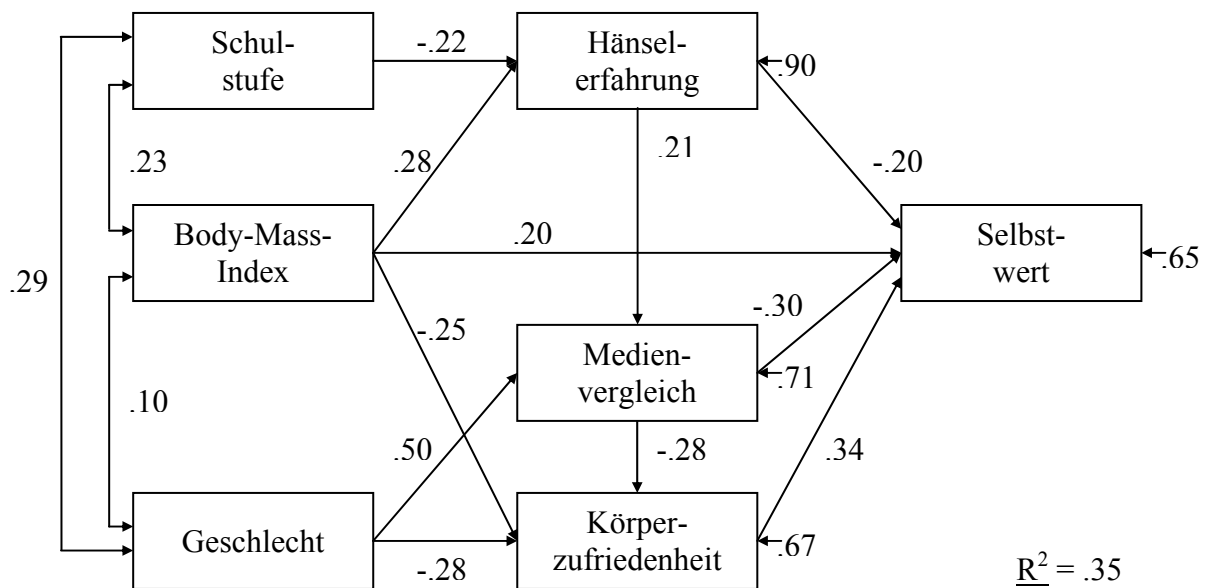 Schul-
stufe
-.22
Hänsel-
erfahrung
.90
.23
.28
.21
-.20
Body-Mass-
Index
.20
Selbst-
wert
.65
.29
-.25
-.30
Medien-
vergleich
.71
.10
.50
-.28
.34
Geschlecht
-.28
Körper-
zufriedenheit
.67
R² = .35